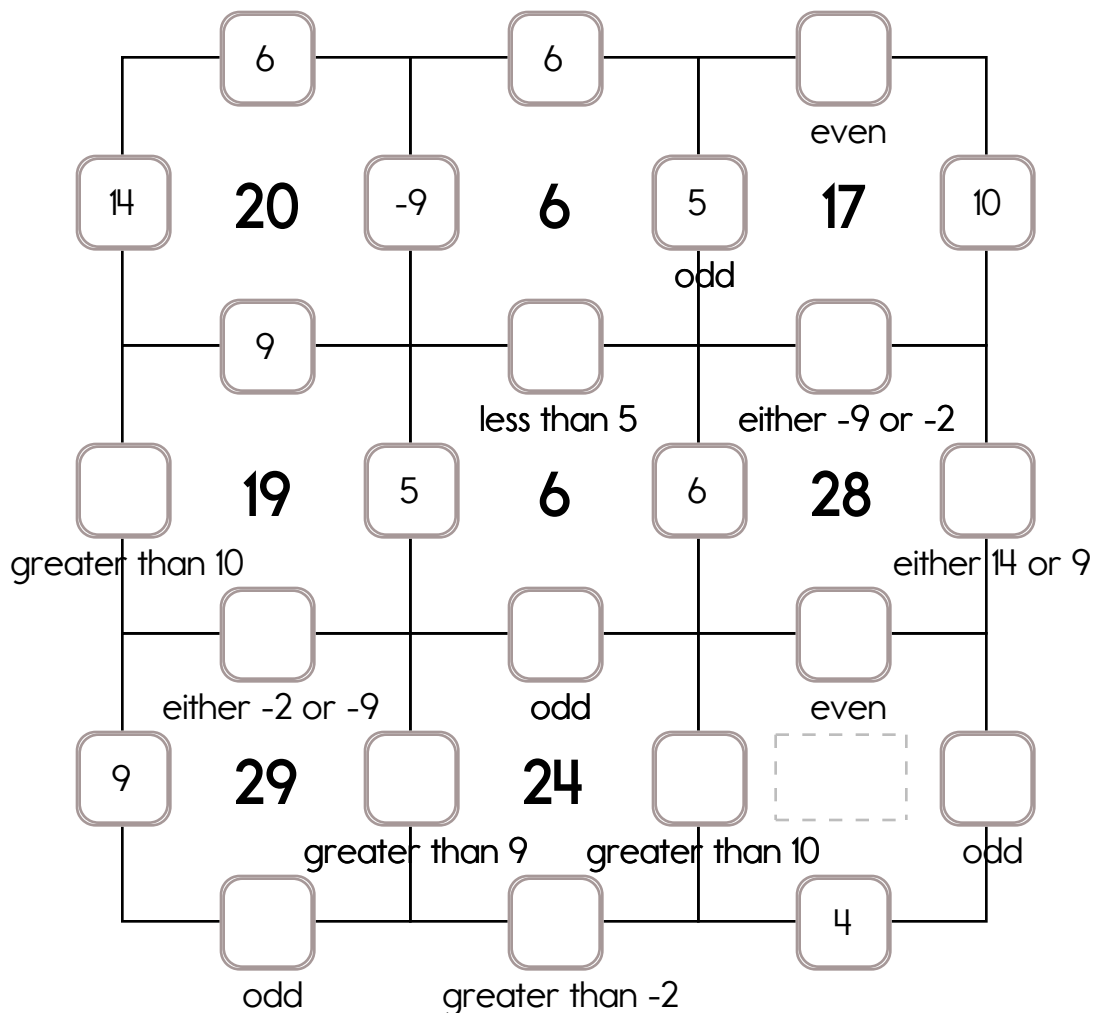 6 6
even
14 20 -9 6 5 17 10
odd
9
less than 5 either -9 or -2
19 5 6 6 28
greater than 10 either 14 or 9
either -2 or -9 odd even
9 29 24
greater than 9 greater than 10 odd
4
odd greater than -2